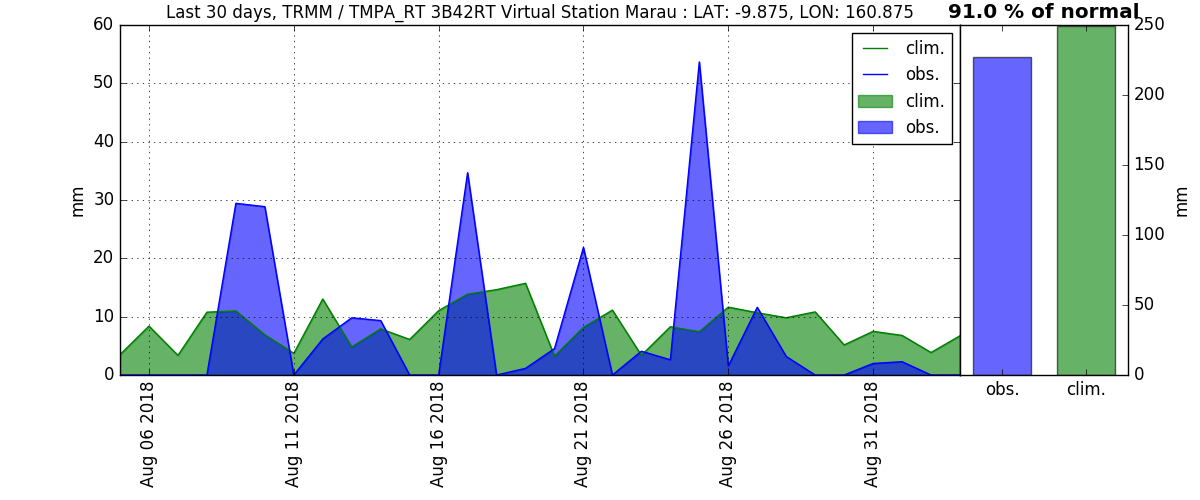 Last 30 days, TRMM / TMPA_RT 3B42RT Virtual Station Marau : LAT: -9.875, LON: 160.875
91.0 % of normal
60
50
40
30
20
10
0
mm
clim.
obs.
clim.
obs.
250
200
150
100
50
0
mm
obs.
clim.
Aug 06 2018
Aug 11 2018
Aug 16 2018
Aug 21 2018
Aug 26 2018
Aug 31 2018